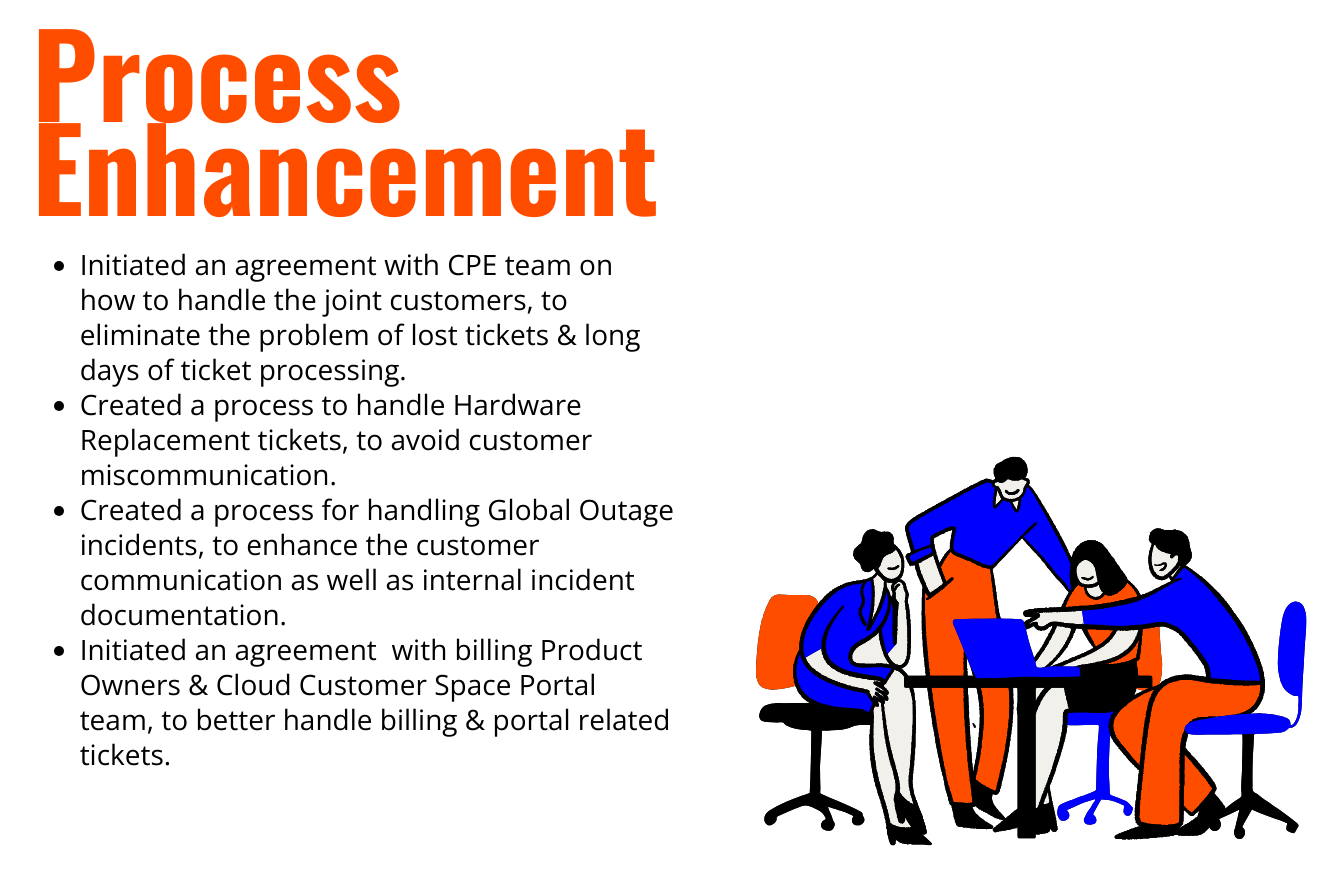 Process
Enhancement
• Initiated an agreement with CPE team on
how to handle the joint customers, to
eliminate the problem of lost tickets & long
days of ticket processing.
• Created a process to handle Hardware
Replacement tickets, to avoid customer
miscommunication.
• Created a process for handling Global Outage
incidents, to enhance the customer
communication as well as internal incident
documentation.
• Initiated an agreement  with billing Product
Owners & Cloud Customer Space Portal
team, to better handle billing & portal related
tickets.